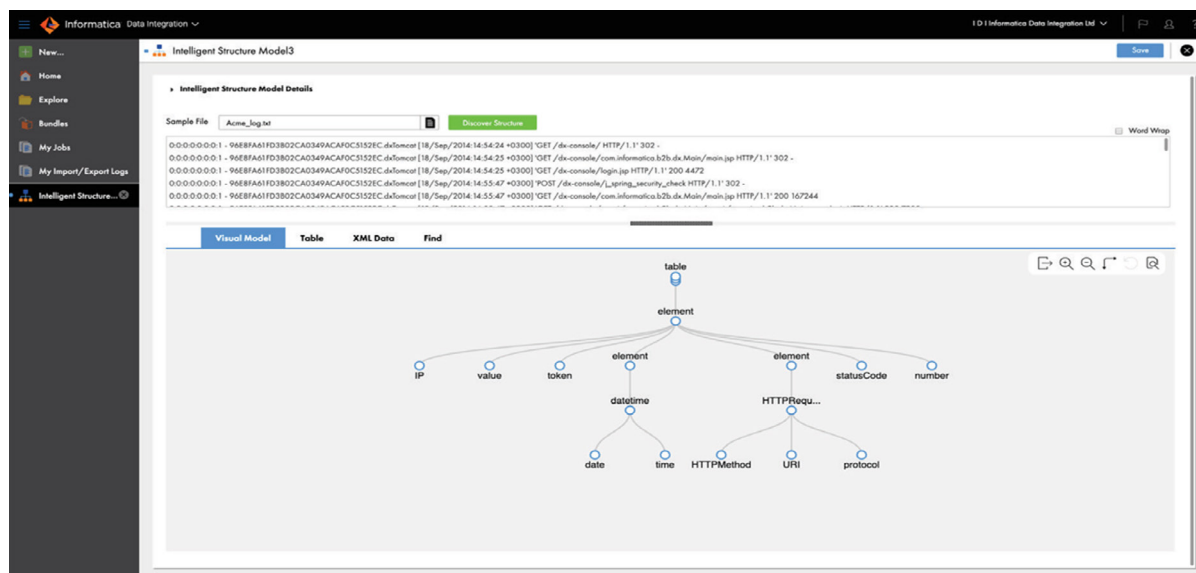 Informatica Data Integration
I D I Informatica Data Integration Ltd
New...
Intelligent Structure Model3
Save
Home
Explore
Bundles
My Jobs
My Import/Export Logs
Intelligent Structure...
Intelligent Structure Model Details
Sample File Acme_log.txt Discover Structure
Word Wrap
0:0:0:0:0:0:0:1 - 96E8FA61FD3B02CA0349ACAF0C5152EC.dxTomcat [18/Sep/2014:14:54:24 +0300] 'GET /dx-console/ HTTP/1.1' 302 -
0:0:0:0:0:0:0:1 - 96E8FA61FD3B02CA0349ACAF0C5152EC.dxTomcat [18/Sep/2014:14:54:25 +0300] 'GET /dx-console/com.informatica.b2b.dx.Main/main.jsp HTTP/1.1' 302 -
0:0:0:0:0:0:0:1 - 96E8FA61FD3B02CA0349ACAF0C5152EC.dxTomcat [18/Sep/2014:14:54:25 +0300] 'GET /dx-console/login.jsp HTTP/1.1' 200 4472
0:0:0:0:0:0:0:1 - 96E8FA61FD3B02CA0349ACAF0C5152EC.dxTomcat [18/Sep/2014:14:55:47 +0300] 'POST /dx-console/j_spring_security_check HTTP/1.1' 302 -
0:0:0:0:0:0:0:1 - 96E8FA61FD3B02CA0349ACAF0C5152EC.dxTomcat [18/Sep/2014:14:55:47 +0300] 'GET /dx-console/com.informatica.b2b.dx.Main/main.jsp HTTP/1.1' 200 167244
Visual Model Table XML Data Find
table
element
element element
IP value token statusCode number
datetime HTTPRequ...
date time HTTPMethod URI protocol